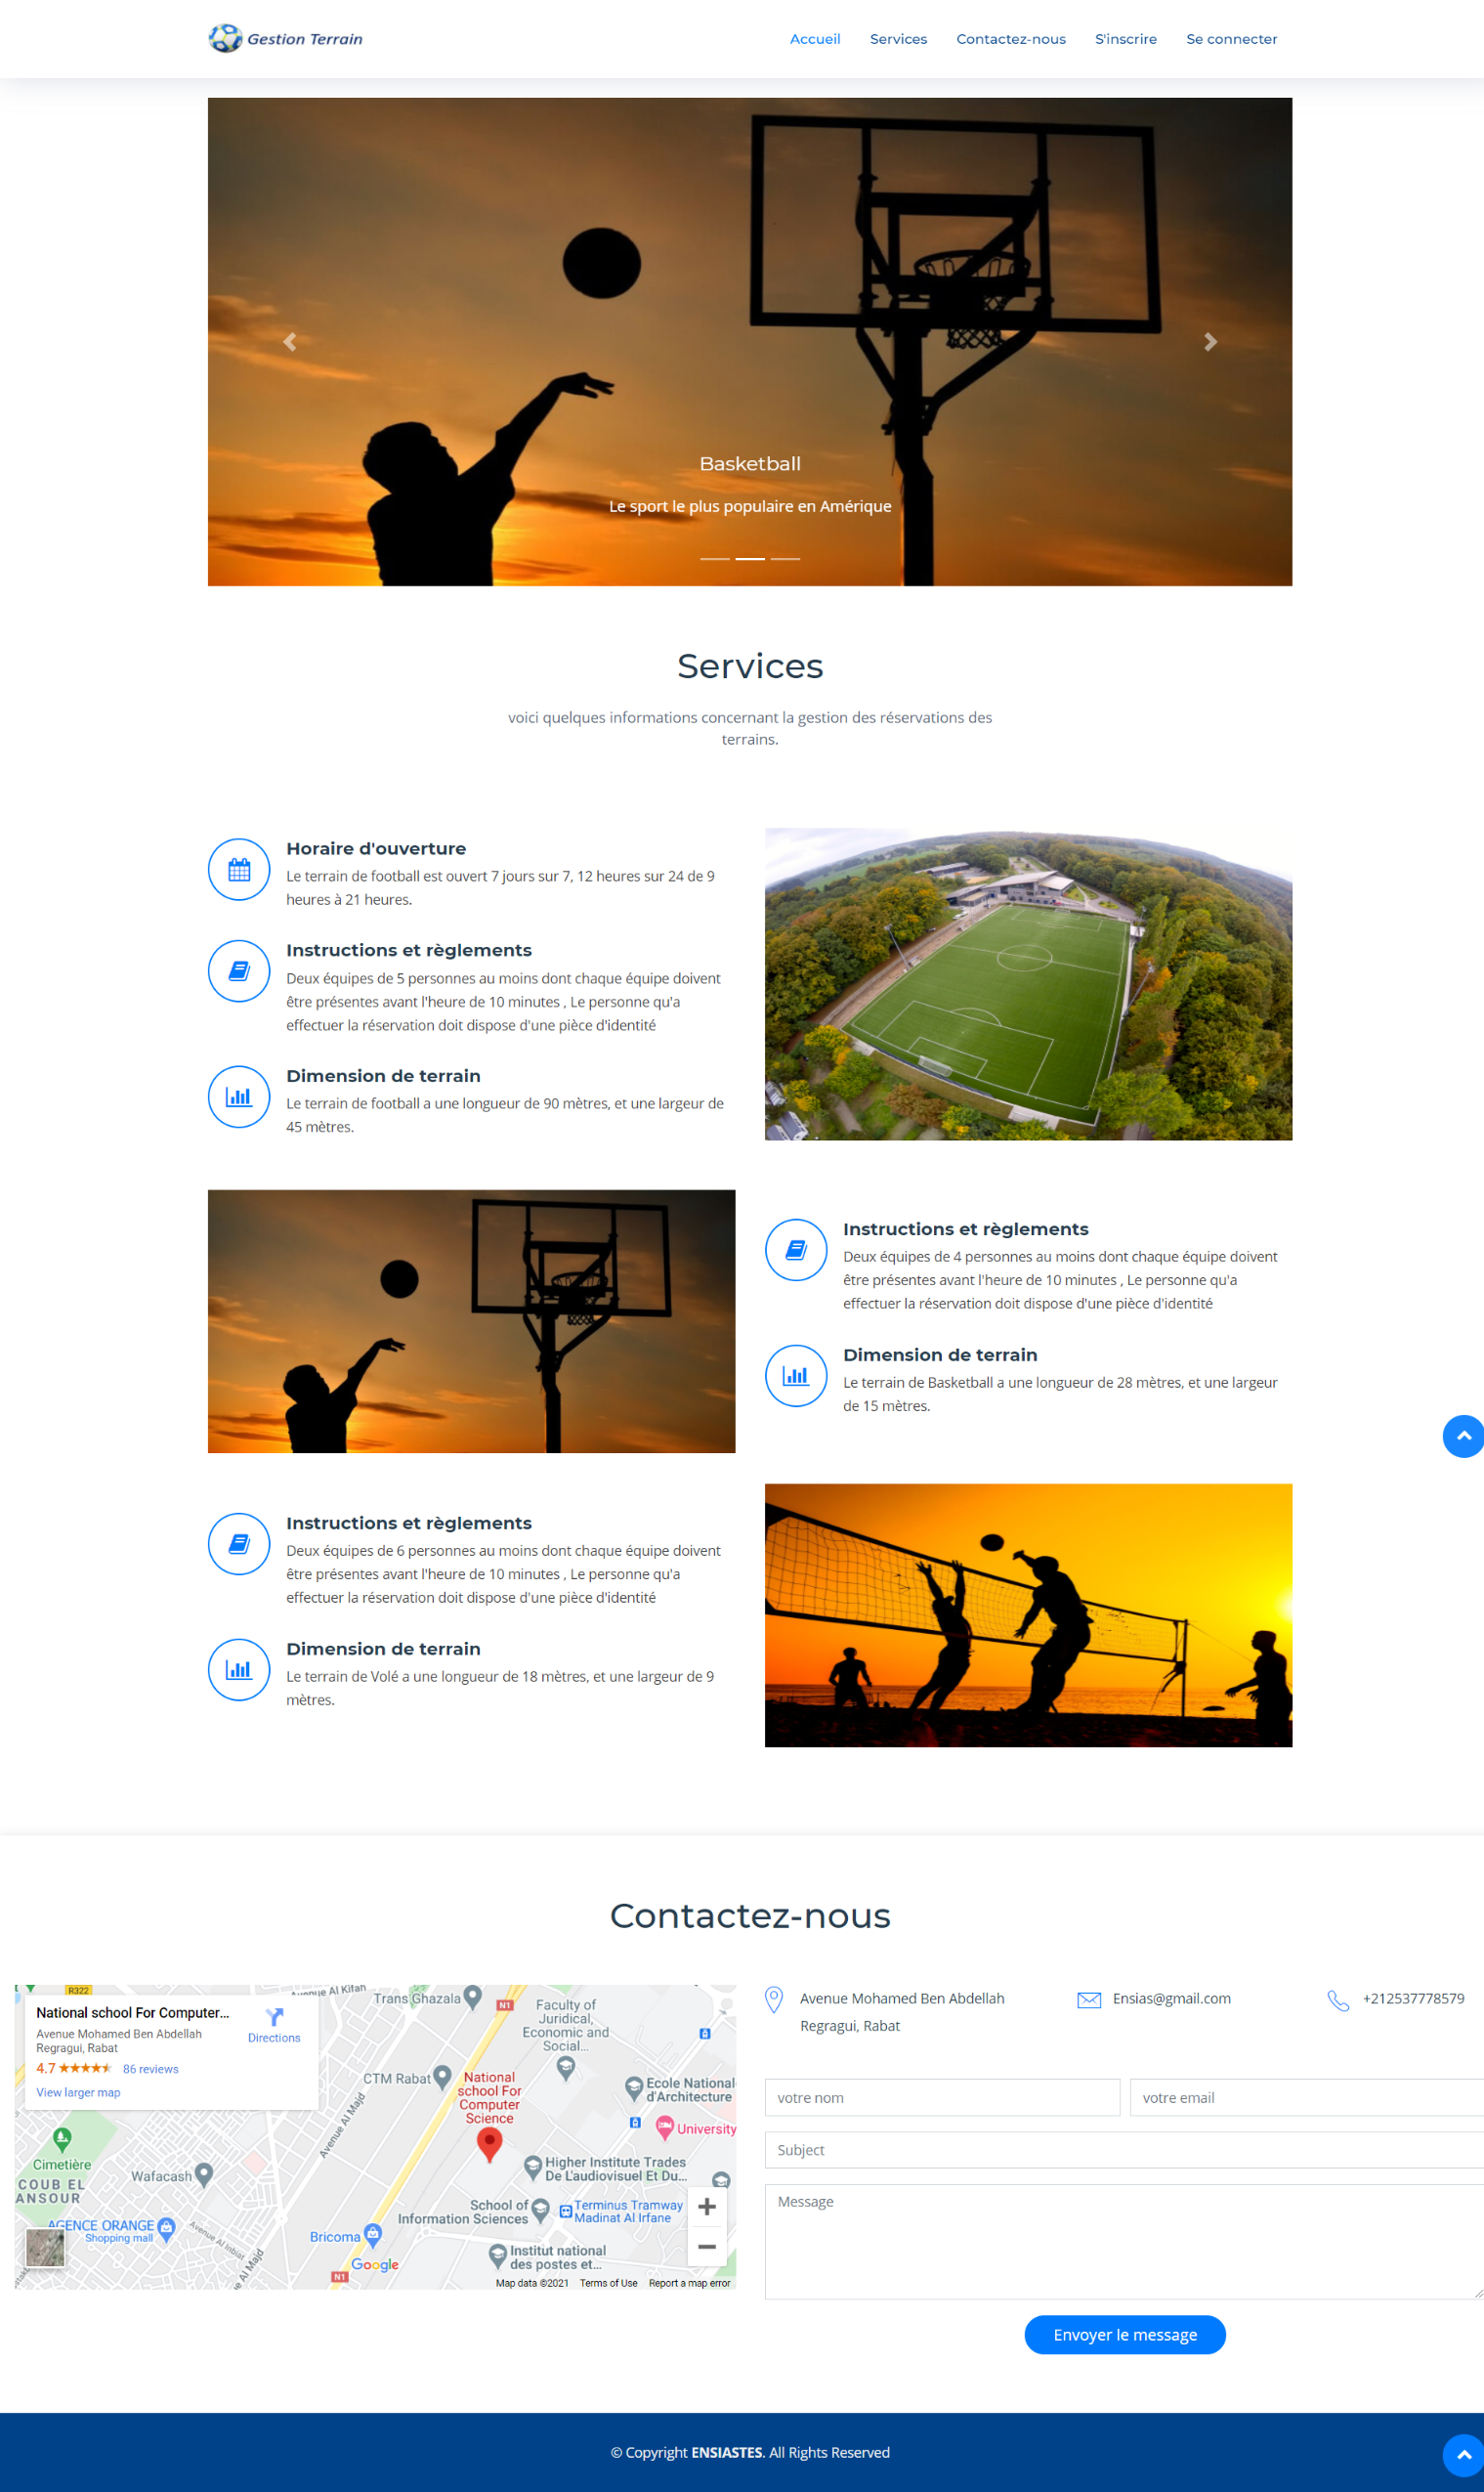 Gestion Terrain
Accueil
Services
Contactez-nous
S'inscrire
Se connecter
Basketball
Le sport le plus populaire en Amérique
Services
voici quelques informations concernant la gestion des réservations des
terrains.
Horaire d'ouverture
Le terrain de football est ouvert 7 jours sur 7, 12 heures sur 24 de 9
heures à 21 heures.
Instructions et règlements
Deux équipes de 5 personnes au moins dont chaque équipe doivent
être présentes avant l'heure de 10 minutes , Le personne qu'a
effectuer la réservation doit dispose d'une pièce d'identité
Dimension de terrain
Le terrain de football a une longueur de 90 mètres, et une largeur de
45 mètres.
Instructions et règlements
Deux équipes de 4 personnes au moins dont chaque équipe doivent
être présentes avant l'heure de 10 minutes , Le personne qu'a
effectuer la réservation doit dispose d'une pièce d'identité
Dimension de terrain
Le terrain de Basketball a une longueur de 28 mètres, et une largeur
de 15 mètres.
Instructions et règlements
Deux équipes de 6 personnes au moins dont chaque équipe doivent
être présentes avant l'heure de 10 minutes , Le personne qu'a
effectuer la réservation doit dispose d'une pièce d'identité
Dimension de terrain
Le terrain de Volé a une longueur de 18 mètres, et une largeur de 9
mètres.
Contactez-nous
National school For Computer...
Avenue Mohamed Ben Abdellah
Regragui, Rabat
4.7
86 reviews
View larger map
Directions
R322
Avenue Al Kifah
Trans Ghazala
N1
Faculty of
Juridical,
Economic and
Social...
CTM Rabat
National
school For
Computer
Science
Ecole National
d'Architecture
University
Avenue Al Majd
Cimetière
COUB EL
ANSOUR
Wafacash
Higher Institute Trades
De L'audiovisuel Et Du...
School of
Information Sciences
Terminus Tramway
Madinat Al Irfane
AGENCE ORANGE
Shopping mall
Avenue Al Inbiat
Avenue Al Majd
Bricoma
Google
Institut national
des postes et...
N1
Map data ©2021
Terms of Use
Report a map error
Avenue Mohamed Ben Abdellah
Regragui, Rabat
Ensias@gmail.com
+212537778579
votre nom
votre email
Subject
Message
Envoyer le message
© Copyright ENSIASTES. All Rights Reserved